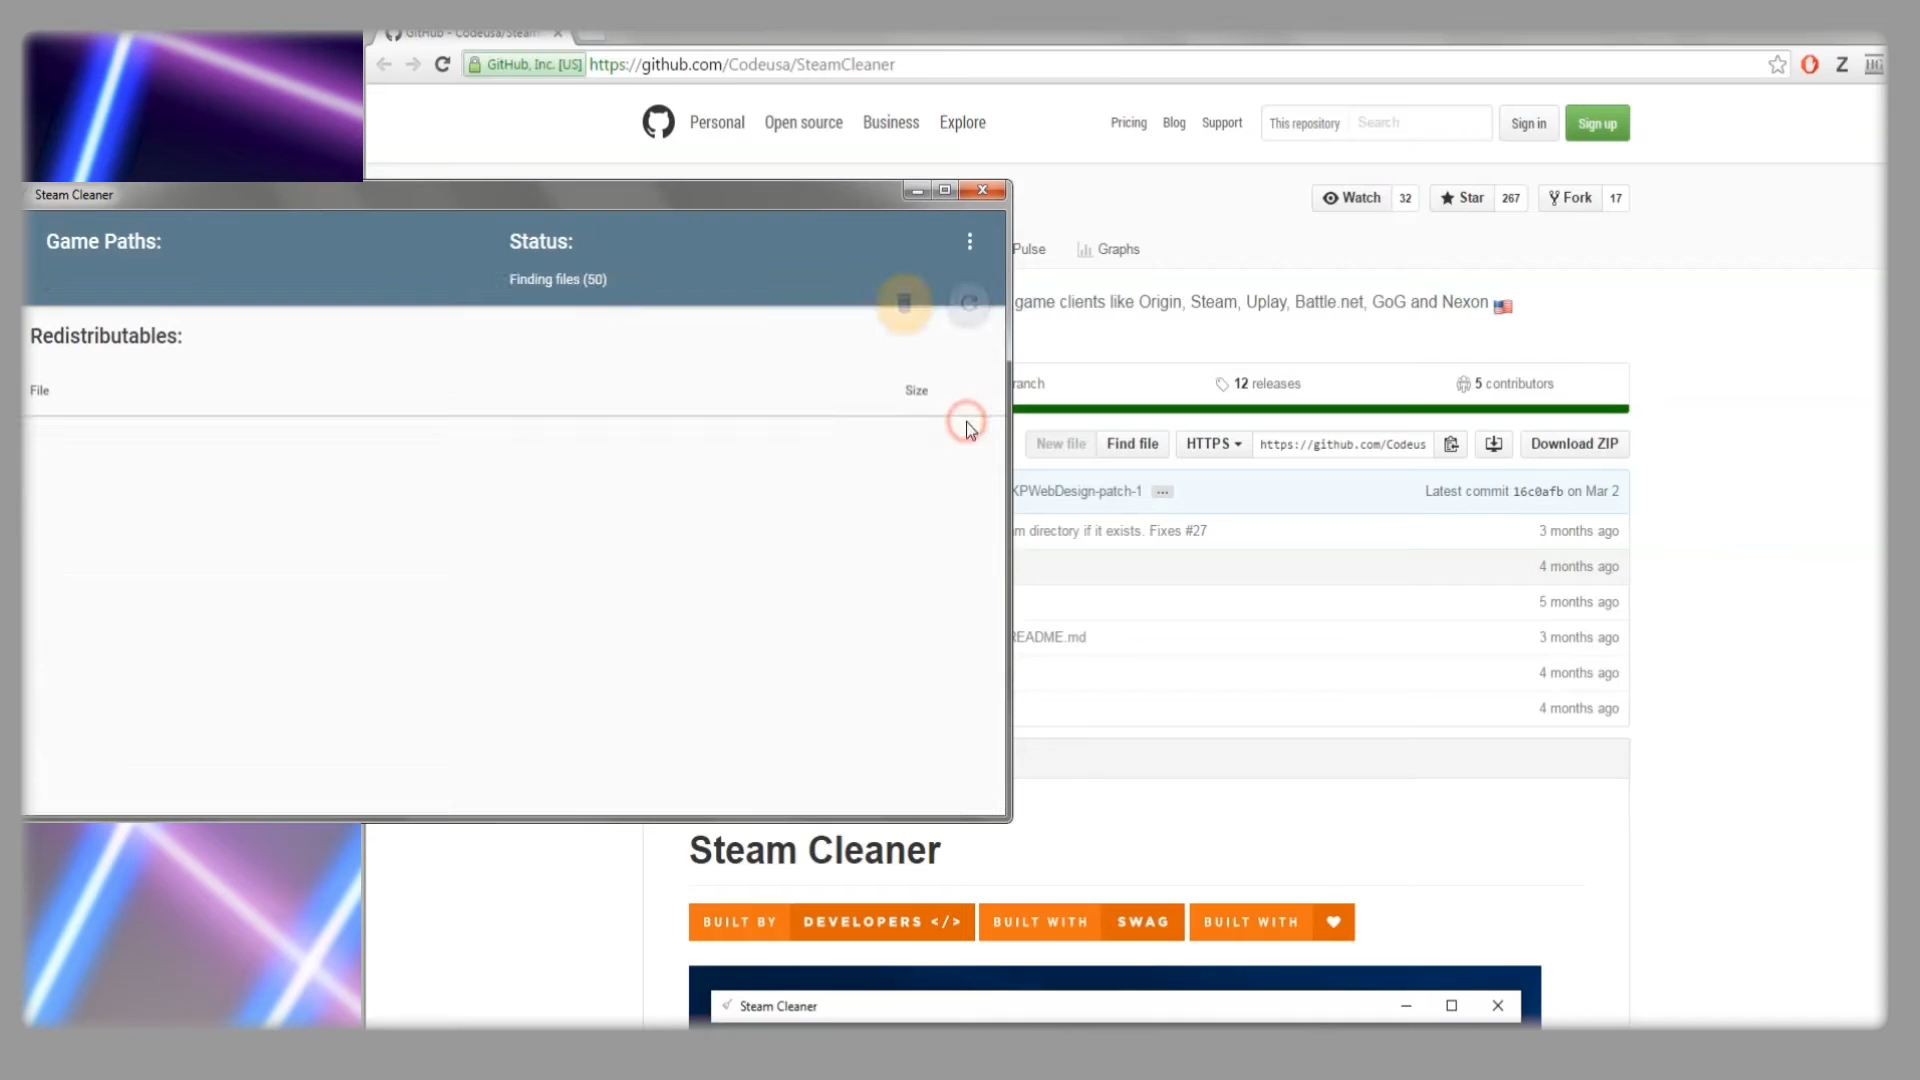 GitHub - Codeusa/Steam
GitHub, Inc. [US]
https://github.com/Codeusa/SteamCleaner
Personal
Open source
Business
Explore
Pricing
Blog
Support
This repository
Search
Sign in
Sign up
Steam Cleaner
Watch 32
Star 267
Fork 17
Game Paths:
Status:
Finding files (50)
Pulse
Graphs
game clients like Origin, Steam, Uplay, Battle.net, GoG and Nexon
Redistributables:
File
Size
ranch
12 releases
5 contributors
New file
Find file
HTTPS
https://github.com/Codeus
Download ZIP
KPWebDesign-patch-1 ...
Latest commit 16c0afb on Mar 2
m directory if it exists. Fixes #27
3 months ago
4 months ago
5 months ago
README.md
3 months ago
4 months ago
4 months ago
Steam Cleaner
BUILT BY DEVELOPERS </>
BUILT WITH SWAG
BUILT WITH
Steam Cleaner